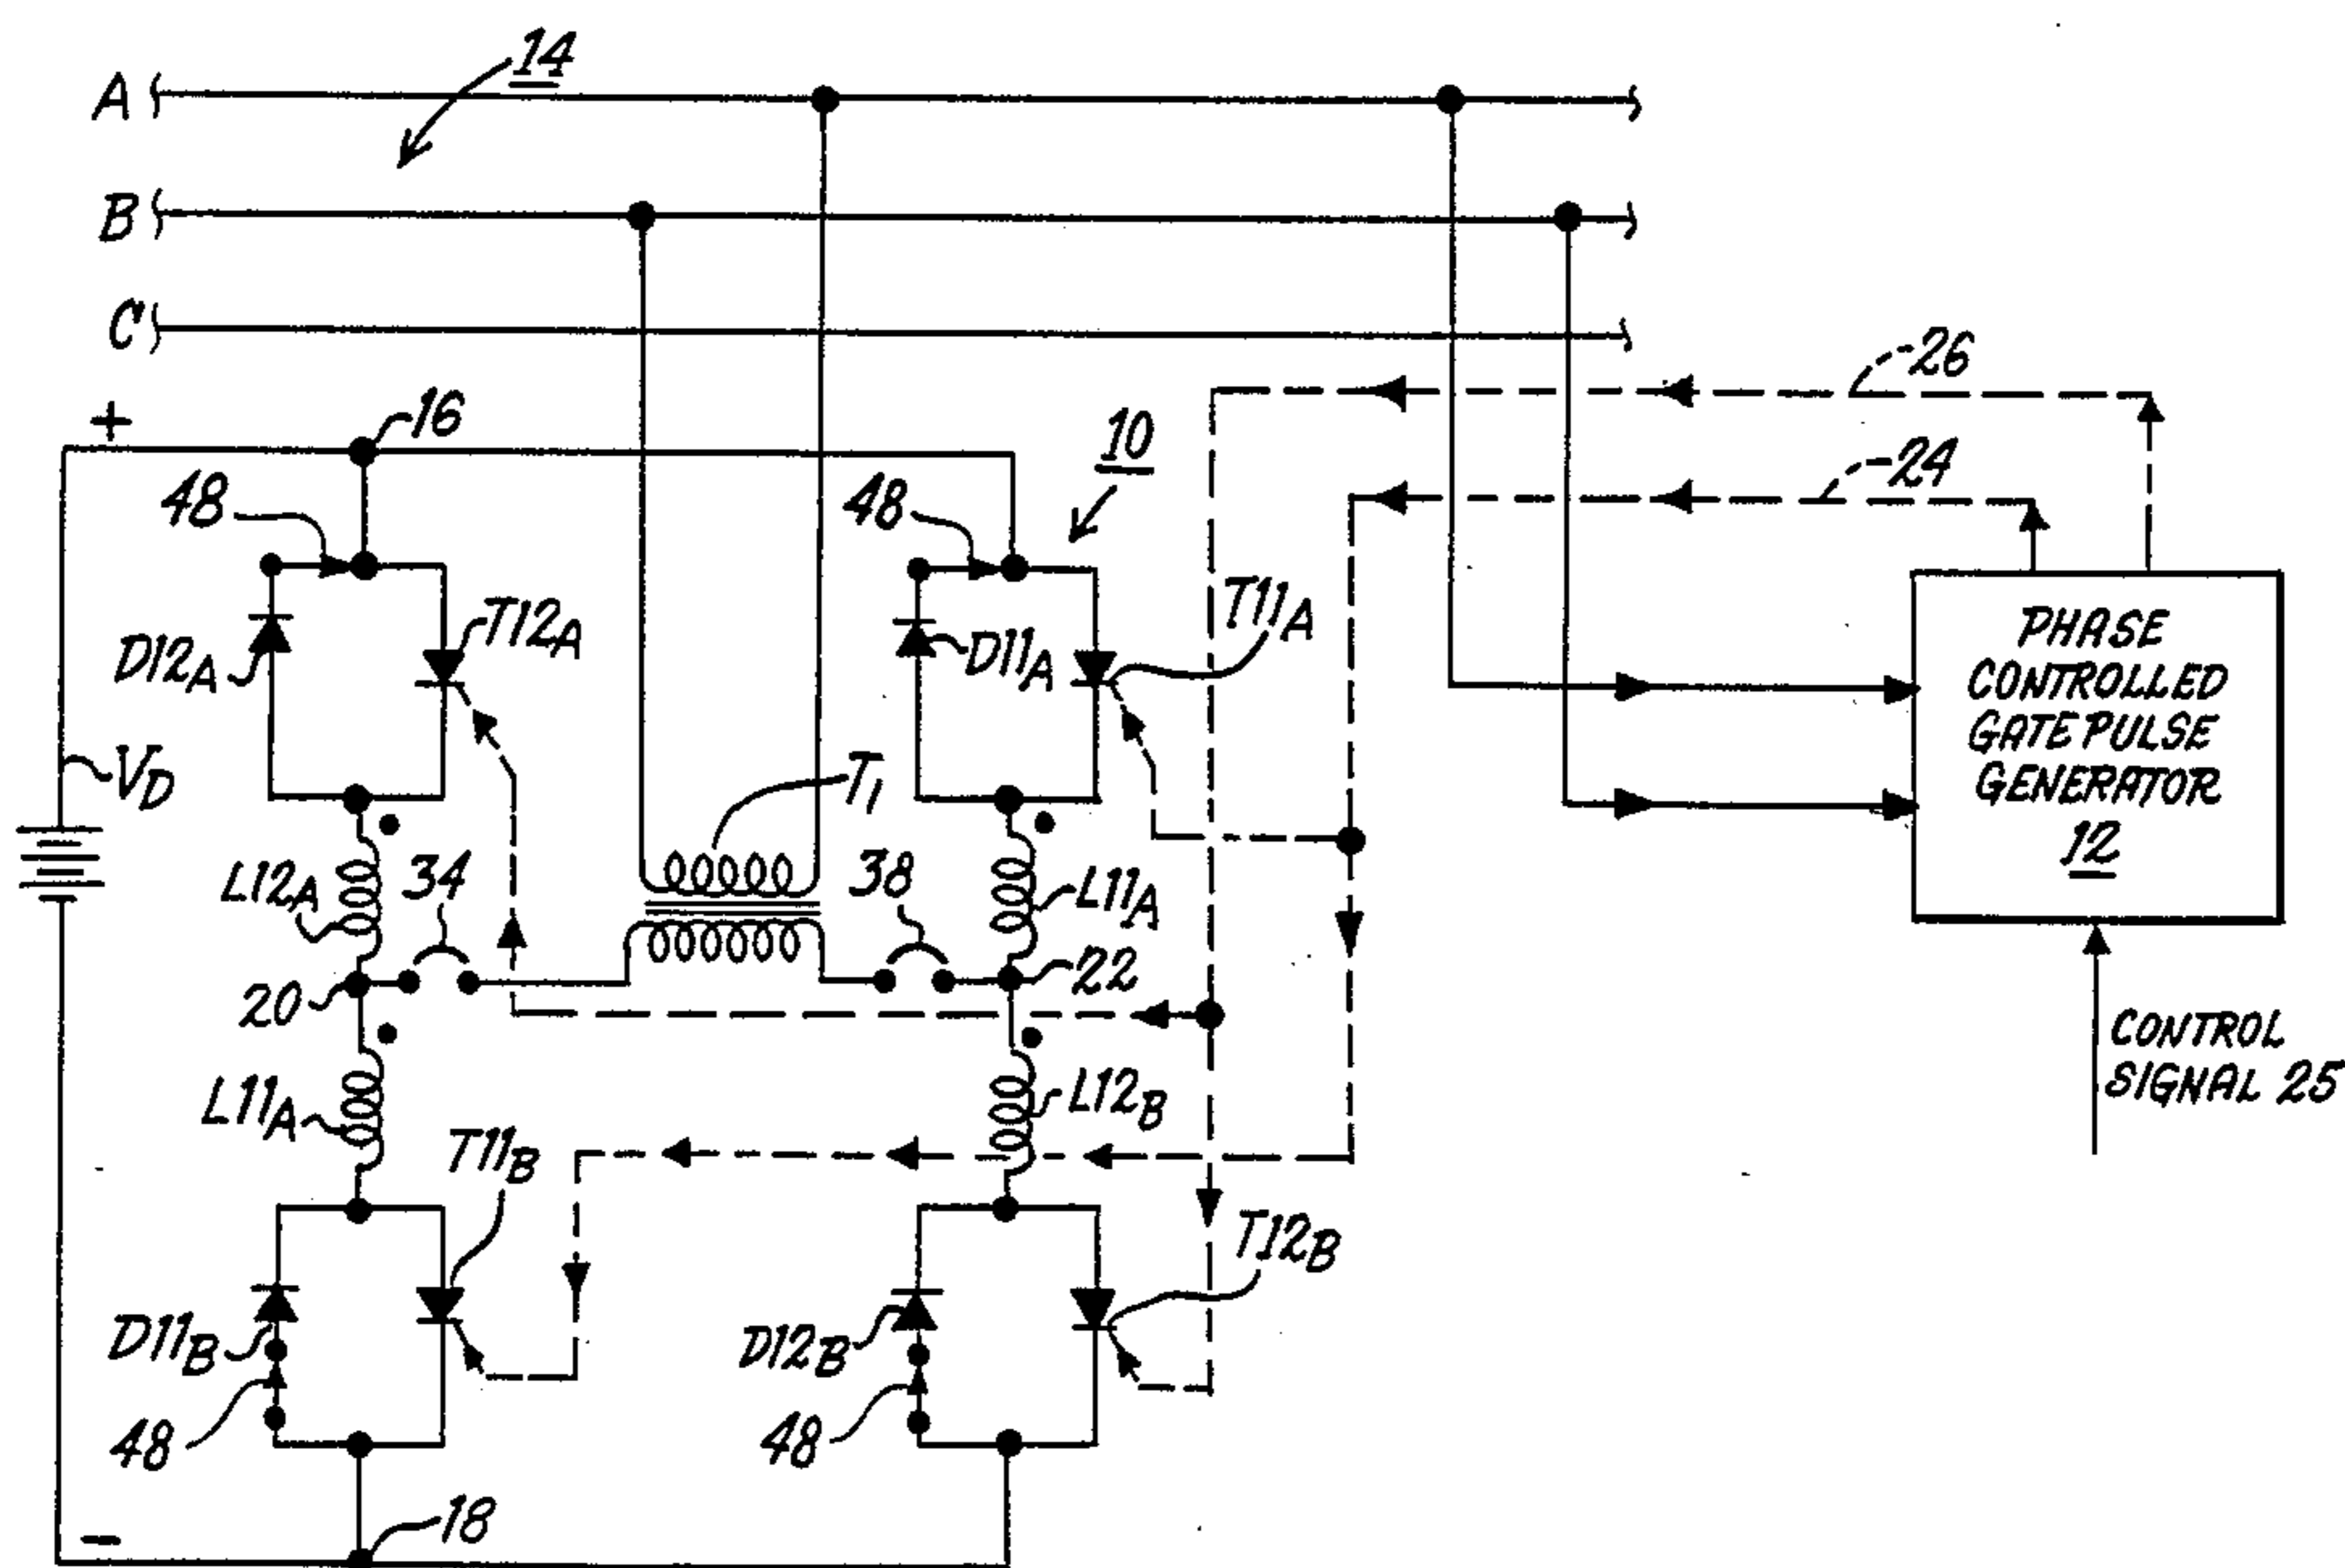 14
A
B
C
26
+
16
10
24
48
48
T12A
T11A
D12A
D11A
PHASE
CONTROLLED
GATE PULSE
GENERATOR
12
VD
T1
L12A
34
38
L11A
20
22
CONTROL
SIGNAL 25
L11A
L12B
T11B
T12B
D11B
D12B
48
48
18
-